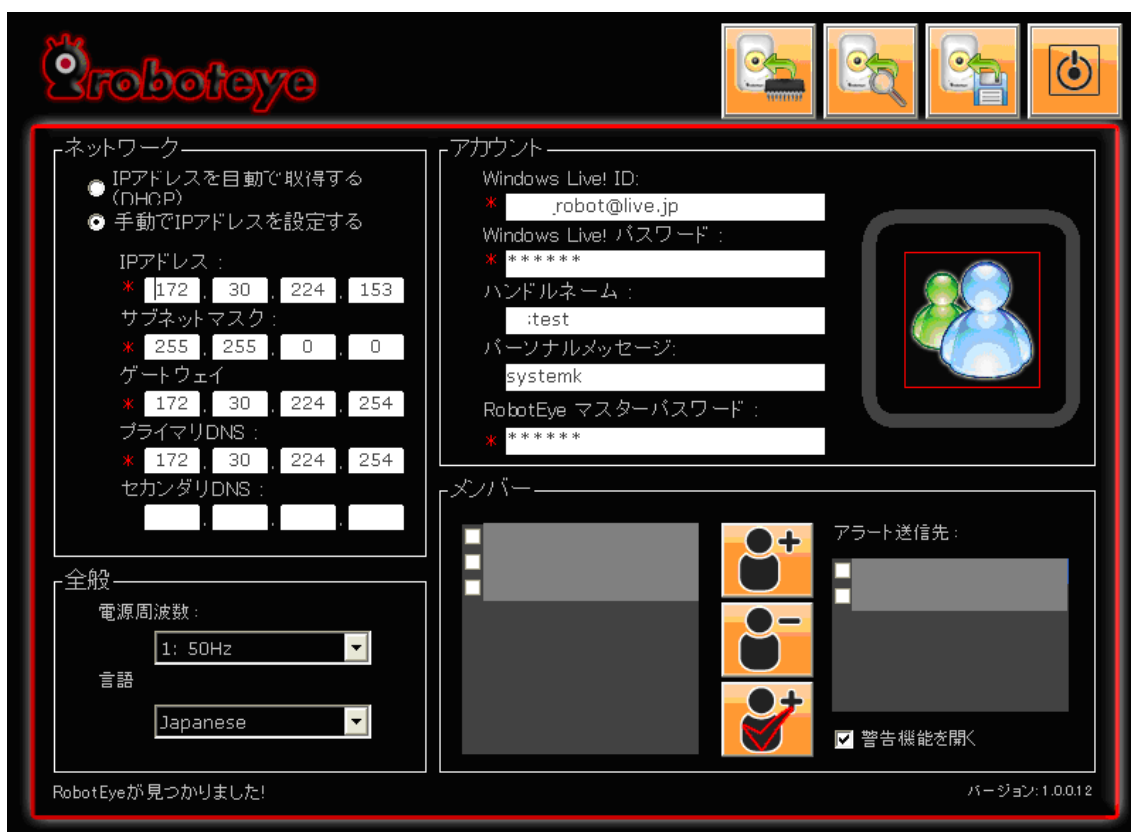 roboteye
ネットワーク
IPアドレスを自動で取得する
(DHCP)
手動でIPアドレスを設定する
IPアドレス :
* 172 . 30 . 224 . 153
サブネットマスク :
* 255 . 255 . 0 . 0
ゲートウェイ
* 172 . 30 . 224 . 254
プライマリDNS :
* 172 . 30 . 224 . 254
セカンダリDNS :
. . .
全般
電源周波数 :
1: 50Hz
言語
Japanese
アカウント
Windows Live! ID:
* _robot@live.jp
Windows Live! パスワード :
* ******
ハンドルネーム :
:test
パーソナルメッセージ:
systemk
RobotEye マスターパスワード :
* ******
メンバー
アラート送信先 :
警告機能を開く
RobotEyeが見つかりました!
バージョン: 1.0.0.12